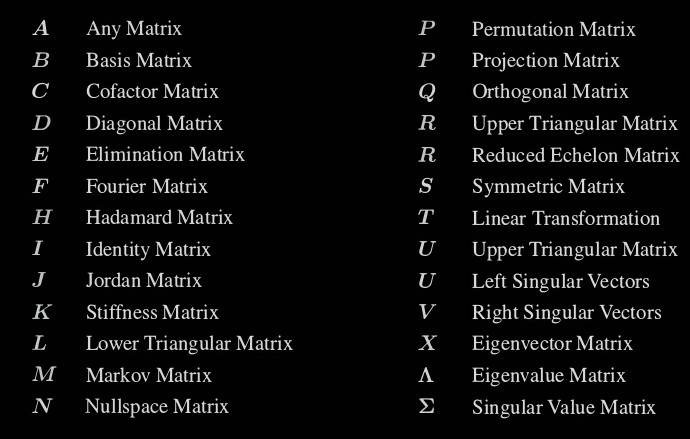 A Any Matrix
B Basis Matrix
C Cofactor Matrix
D Diagonal Matrix
E Elimination Matrix
F Fourier Matrix
H Hadamard Matrix
I Identity Matrix
J Jordan Matrix
K Stiffness Matrix
L Lower Triangular Matrix
M Markov Matrix
N Nullspace Matrix
P Permutation Matrix
P Projection Matrix
Q Orthogonal Matrix
R Upper Triangular Matrix
R Reduced Echelon Matrix
S Symmetric Matrix
T Linear Transformation
U Upper Triangular Matrix
U Left Singular Vectors
V Right Singular Vectors
X Eigenvector Matrix
Λ Eigenvalue Matrix
Σ Singular Value Matrix